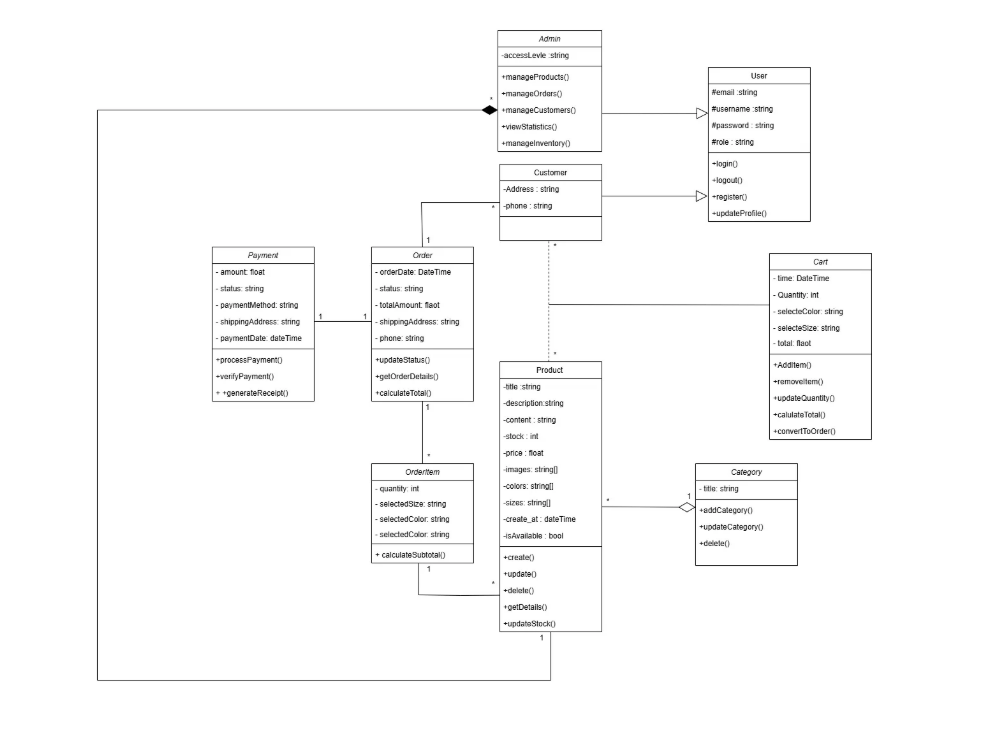 Admin
-accessLevle :string
+manageProducts()
+manageOrders()
+manageCustomers()
+viewStatistics()
+manageInventory()
*
User
#email :string
#username :string
#password : string
#role : string
+login()
+logout()
+register()
+updateProfile()
Customer
-Address : string
-phone : string
*
*
1
Payment
- amount: float
- status: string
- paymentMethod: string
- shippingAddress: string
- paymentDate: dateTime
+processPayment()
+verifyPayment()
+ +generateReceipt()
1
1
Order
- orderDate: DateTime
- status: string
- totalAmount: flaot
- shippingAddress: string
- phone: string
+updateStatus()
+getOrderDetails()
+calculateTotal()
1
*
Cart
- time: DateTime
- Quantity: int
- selecteColor: string
- selecteSize: string
- total: flaot
+AddItem()
+removeItem()
+updateQuantity()
+calulateTotal()
+convertToOrder()
*
Product
-title :string
-description:string
-content : string
-stock : int
-price : float
-images: string[]
-colors: string[]
-sizes: string[]
-create_at : dateTime
-isAvailable : bool
+create()
+update()
+delete()
+getDetails()
+updateStock()
1
OrderItem
- quantity: int
- selectedSize: string
- selectedColor: string
- selectedColor: string
+ calculateSubtotal()
1
*
*
1
Category
- title: string
+addCategory()
+updateCategory()
+delete()